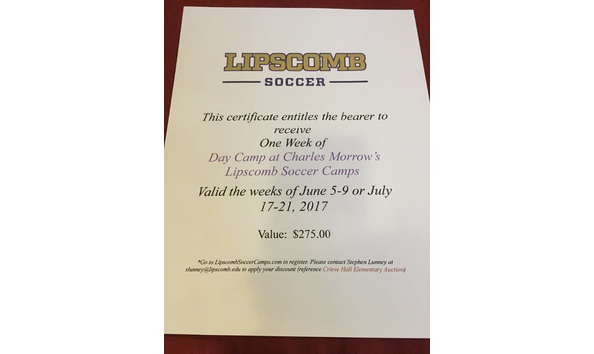 LIPSCOMB
SOCCER
This certificate entitles the bearer to
receive
One Week of
Day Camp at Charles Morrow's
Lipscomb Soccer Camps
Valid the weeks of June 5-9 or July
17-21, 2017
Value: $275.00
*Go to LipscombSoccerCamps.com to register. Please contact Stephen Lunney at
slunney@lipscomb.edu to apply your discount (reference Crieve Hall Elementary Auction)